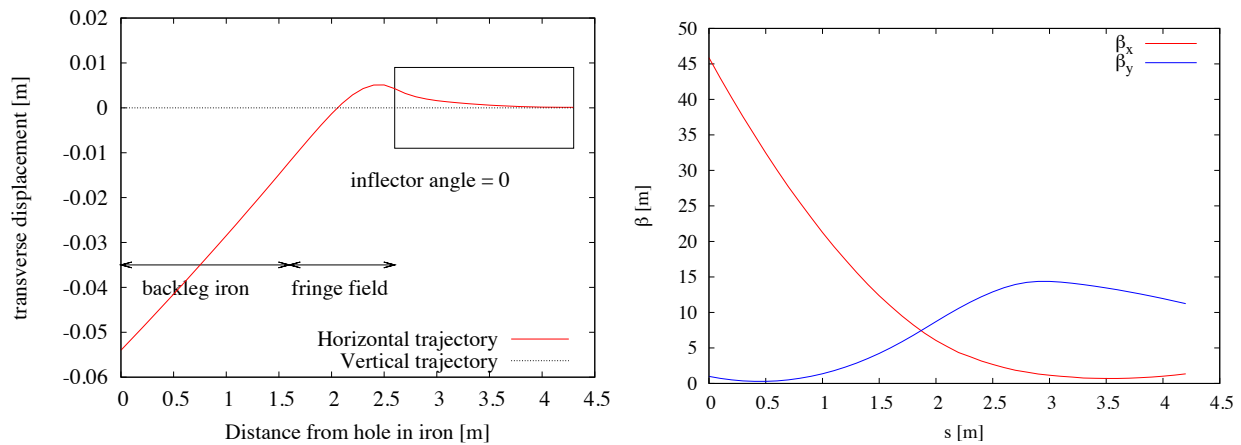 0.02
0.01
0
-0.01
-0.02
-0.03
-0.04
-0.05
-0.06
transverse displacement [m]
inflector angle = 0
backleg iron
fringe field
Horizontal trajectory
Vertical trajectory
0 0.5 1 1.5 2 2.5 3 3.5 4 4.5
Distance from hole in iron [m]
50
45
40
35
30
25
20
15
10
5
0
β [m]
βx
βy
0 0.5 1 1.5 2 2.5 3 3.5 4 4.5
s [m]